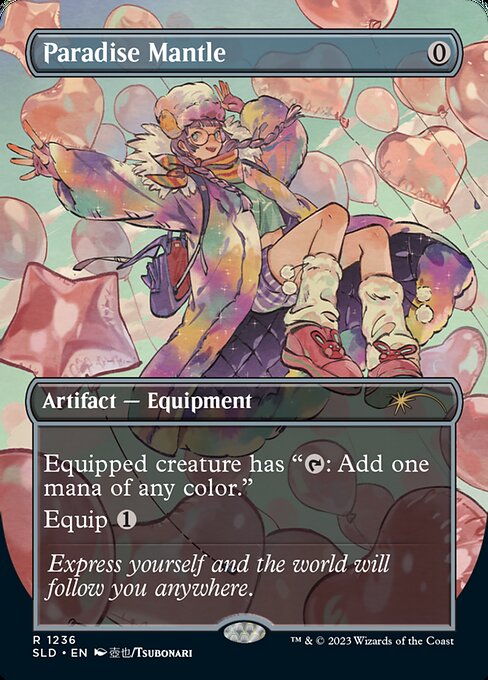 Paradise Mantle 0
Artifact — Equipment
Equipped creature has “T: Add one
mana of any color.”
Equip 1
Express yourself and the world will
follow you anywhere.
R 1236
SLD • EN 壺也/Tsubonari
™ & © 2023 Wizards of the Coast